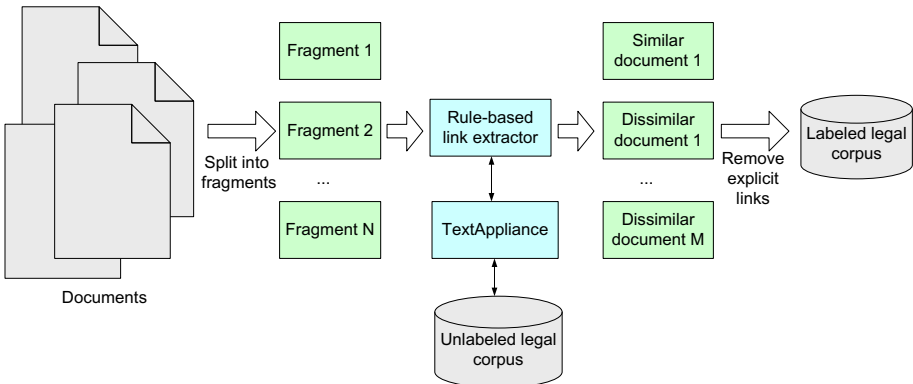 Documents
Split into
fragments
Fragment 1
Fragment 2
...
Fragment N
Rule-based
link extractor
TextAppliance
Unlabeled legal
corpus
Similar
document 1
Dissimilar
document 1
...
Dissimilar
document M
Remove
explicit
links
Labeled legal
corpus